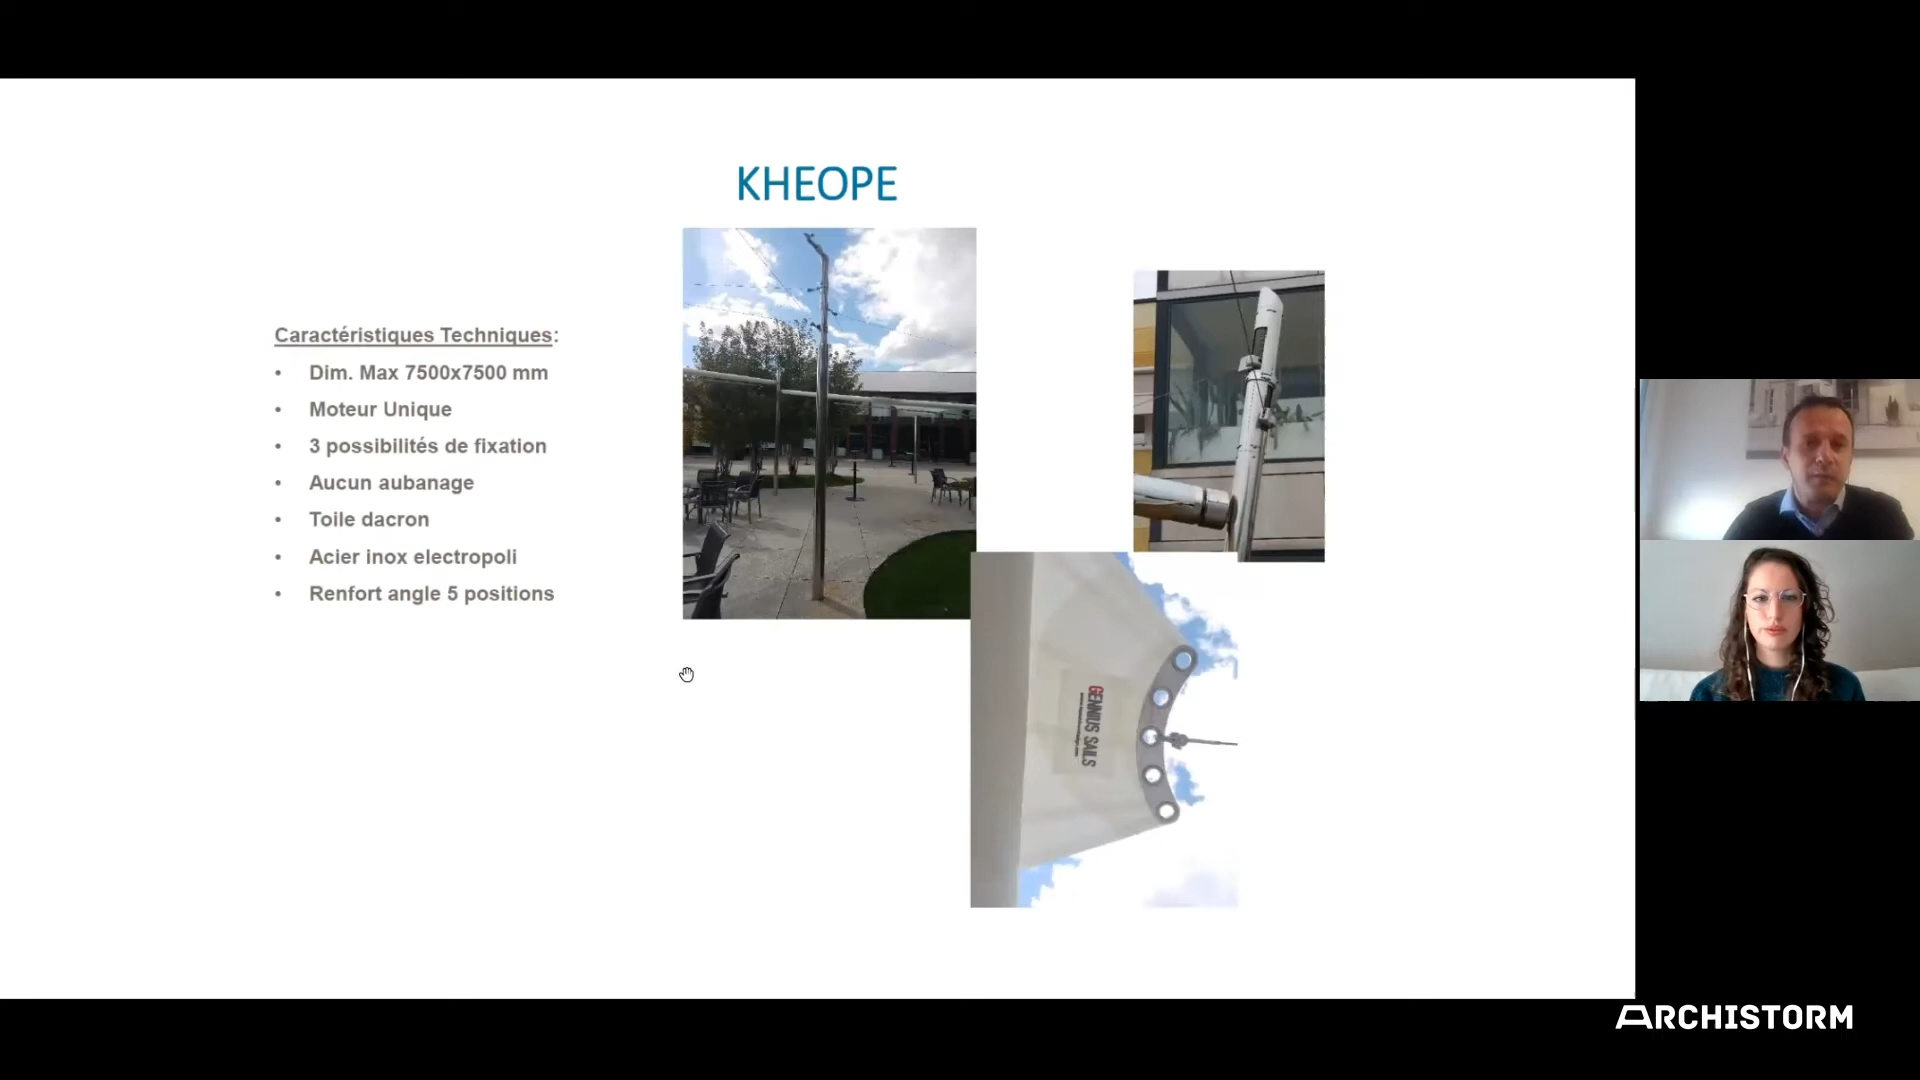 KHEOPE
Caractéristiques Techniques:
• Dim. Max 7500x7500 mm
• Moteur Unique
• 3 possibilités de fixation
• Aucun aubanage
• Toile dacron
• Acier inox electropoli
• Renfort angle 5 positions
GENNIUS SAILS
ARCHISTORM